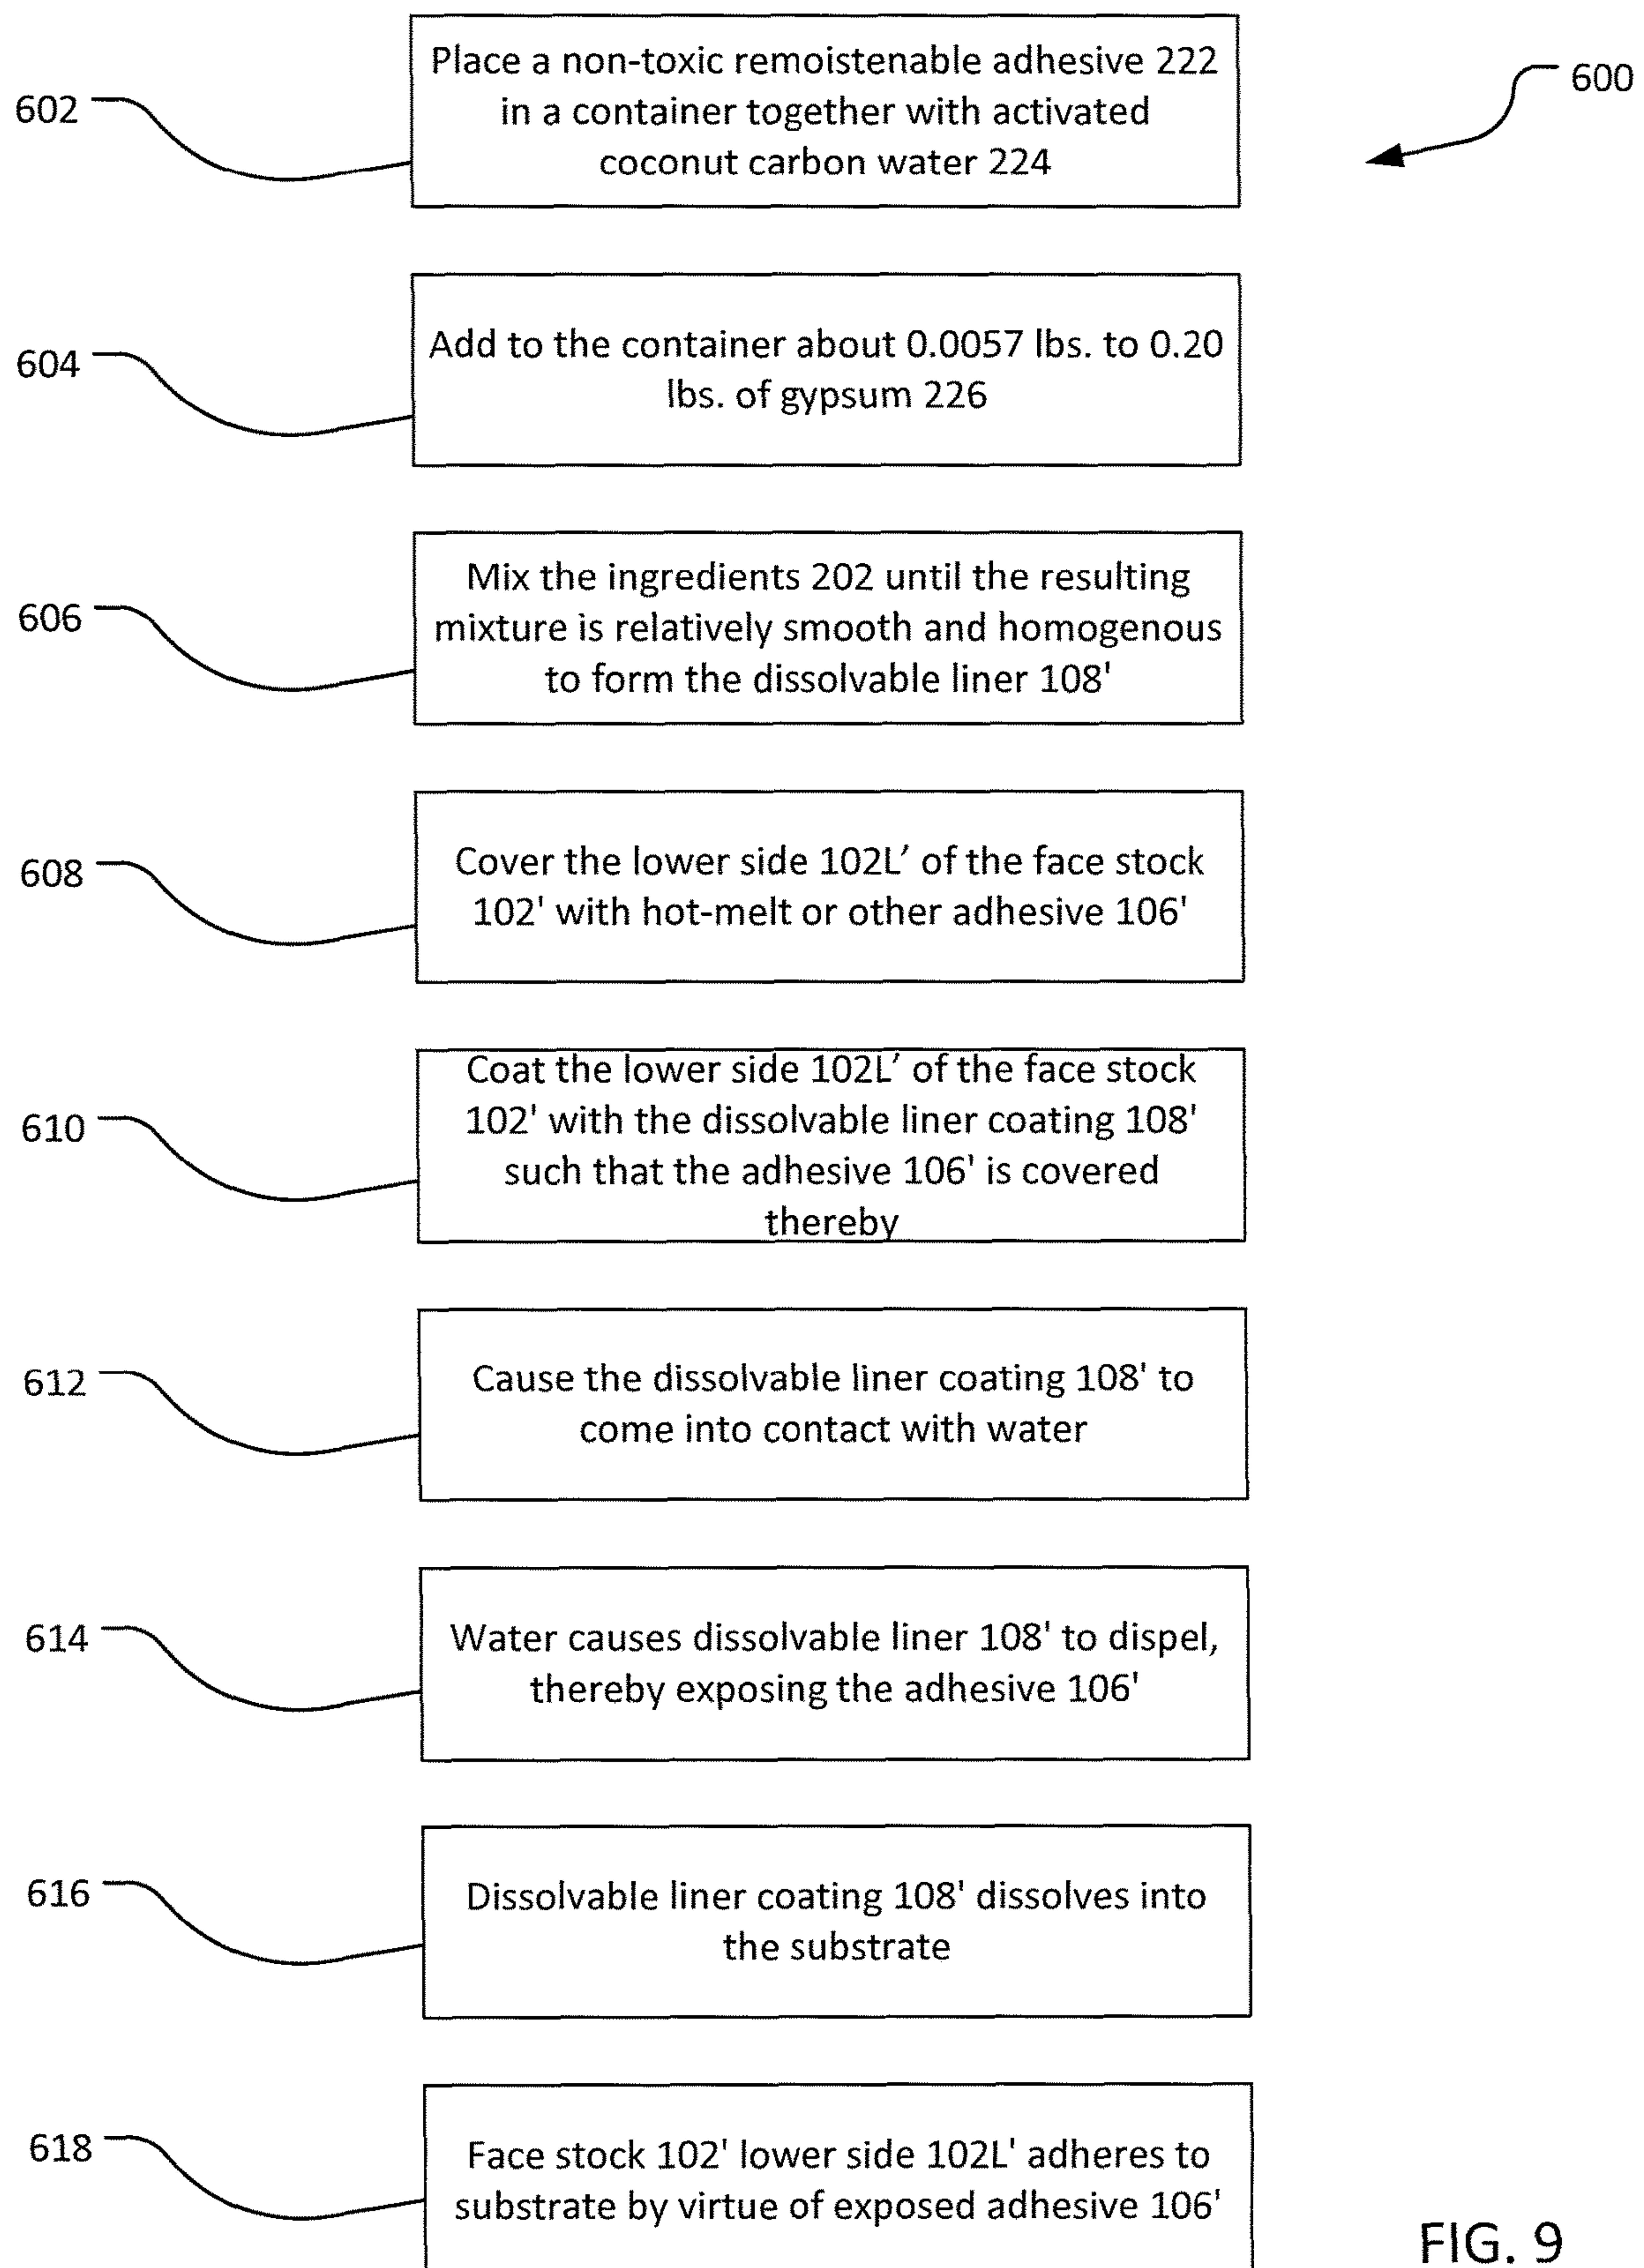 600
602
Place a non-toxic remoistenable adhesive 222
in a container together with activated
coconut carbon water 224
604
Add to the container about 0.0057 lbs. to 0.20
lbs. of gypsum 226
606
Mix the ingredients 202 until the resulting
mixture is relatively smooth and homogenous
to form the dissolvable liner 108'
608
Cover the lower side 102L' of the face stock
102' with hot-melt or other adhesive 106'
610
Coat the lower side 102L' of the face stock
102' with the dissolvable liner coating 108'
such that the adhesive 106' is covered
thereby
612
Cause the dissolvable liner coating 108' to
come into contact with water
614
Water causes dissolvable liner 108' to dispel,
thereby exposing the adhesive 106'
616
Dissolvable liner coating 108' dissolves into
the substrate
618
Face stock 102' lower side 102L' adheres to
substrate by virtue of exposed adhesive 106'
FIG. 9